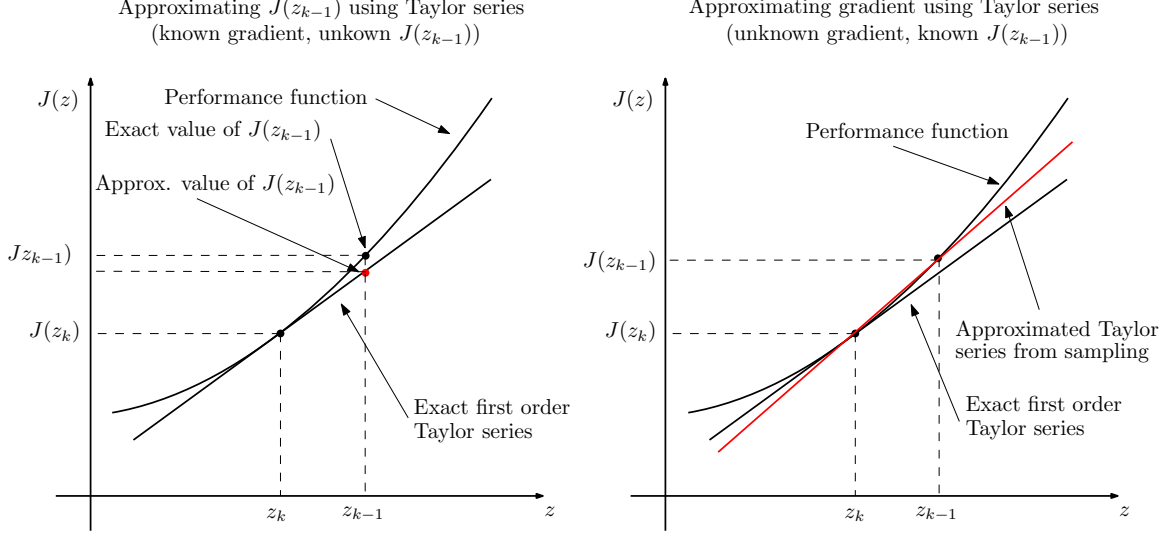 Approximating J(z_{k−1}) using Taylor series
(known gradient, unkown J(z_{k−1}))
J(z)
Performance function
Exact value of J(z_{k−1})
Approx. value of J(z_{k−1})
Jz_{k−1})
J(z_k)
Exact first order
Taylor series
z_k
z_{k−1}
z
Approximating gradient using Taylor series
(unknown gradient, known J(z_{k−1}))
J(z)
Performance function
J(z_{k−1})
J(z_k)
Approximated Taylor
series from sampling
Exact first order
Taylor series
z_k
z_{k−1}
z